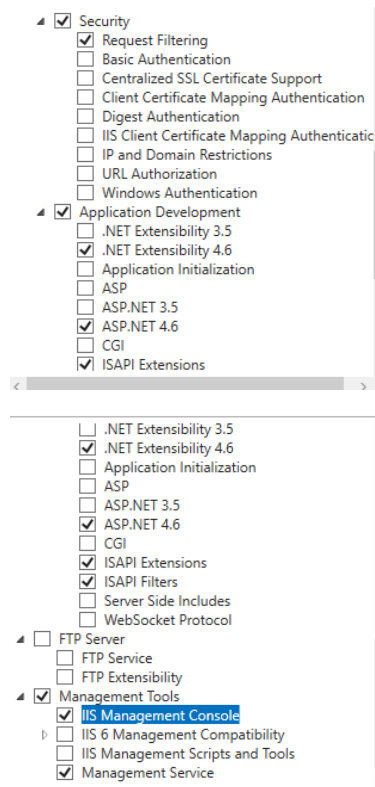 Security
Request Filtering
Basic Authentication
Centralized SSL Certificate Support
Client Certificate Mapping Authentication
Digest Authentication
IIS Client Certificate Mapping Authenticatic
IP and Domain Restrictions
URL Authorization
Windows Authentication
Application Development
.NET Extensibility 3.5
.NET Extensibility 4.6
Application Initialization
ASP
ASP.NET 3.5
ASP.NET 4.6
CGI
ISAPI Extensions
.NET Extensibility 3.5
.NET Extensibility 4.6
Application Initialization
ASP
ASP.NET 3.5
ASP.NET 4.6
CGI
ISAPI Extensions
ISAPI Filters
Server Side Includes
WebSocket Protocol
FTP Server
FTP Service
FTP Extensibility
Management Tools
IIS Management Console
IIS 6 Management Compatibility
IIS Management Scripts and Tools
Management Service